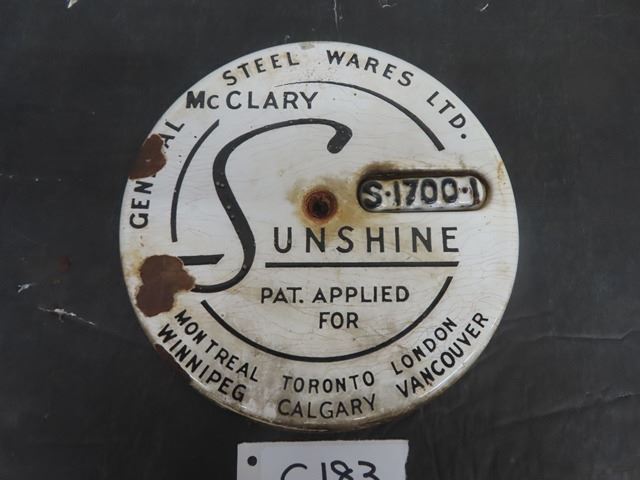 GENERAL STEEL WARES LTD.
McCLARY
S·1700·1
SUNSHINE
PAT. APPLIED
FOR
MONTREAL TORONTO LONDON
WINNIPEG CALGARY VANCOUVER
C183